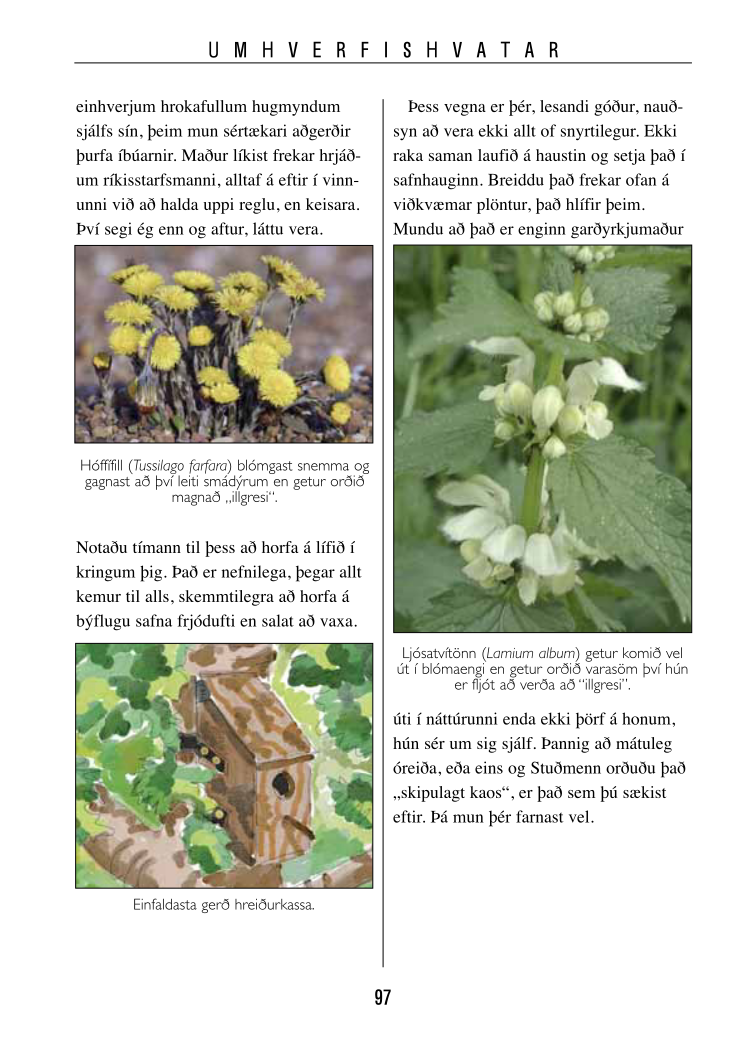 UMHVERFISHVATAR
einhverjum hrokafullum hugmyndum
sjálfs sín, þeim mun sértækari aðgerðir
þurfa íbúarnir. Maður líkist frekar hrjáð-
um ríkisstarfsmanni, alltaf á eftir í vinn-
unni við að halda uppi reglu, en keisara.
Því segi ég enn og aftur, láttu vera.
Hóffífill (Tussilago farfara) blómgast snemma og
gagnast að því leiti smádýrum en getur orðið
magnað „illgresi“.
Notaðu tímann til þess að horfa á lífið í
kringum þig. Það er nefnilega, þegar allt
kemur til alls, skemmtilegra að horfa á
býflugu safna frjódufti en salat að vaxa.
Einfaldasta gerð hreiðurkassa.
Þess vegna er þér, lesandi góður, nauð-
syn að vera ekki allt of snyrtilegur. Ekki
raka saman laufið á haustin og setja það í
safnhauginn. Breiddu það frekar ofan á
viðkvæmar plöntur, það hlífir þeim.
Mundu að það er enginn garðyrkjumaður
Ljósatvítönn (Lamium album) getur komið vel
út í blómaengi en getur orðið varasöm því hún
er fljót að verða að “illgresi”.
úti í náttúrunni enda ekki þörf á honum,
hún sér um sig sjálf. Þannig að mátuleg
óreiða, eða eins og Stuðmenn orðuðu það
„skipulagt kaos“, er það sem þú sækist
eftir. Þá mun þér farnast vel.
97